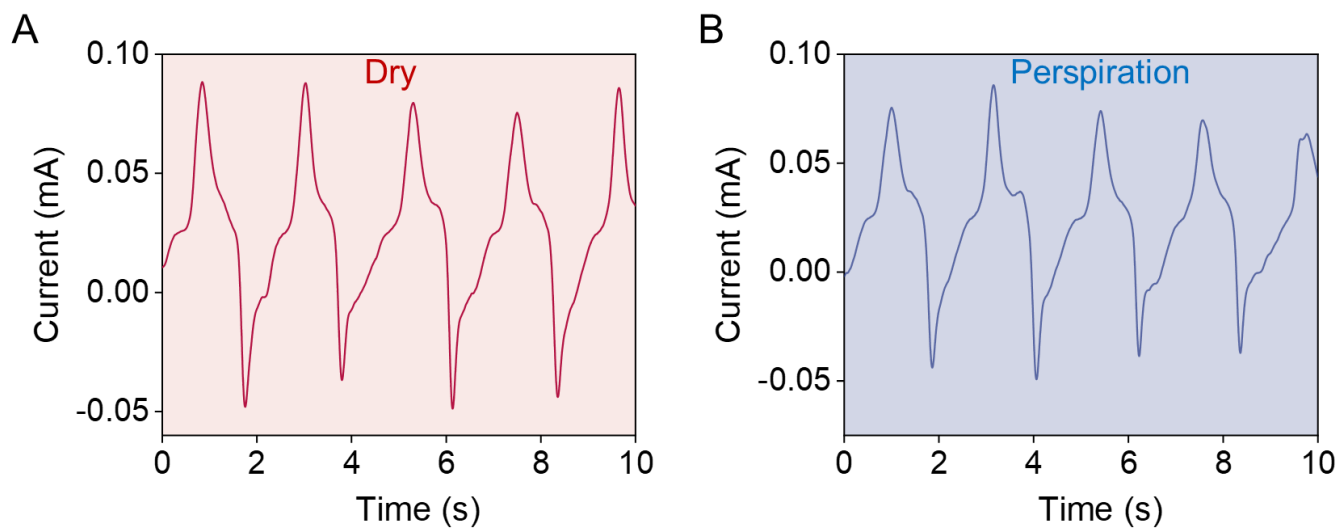 A
Dry
0.10
0.05
0.00
-0.05
Current (mA)
0 2 4 6 8 10
Time (s)
B
Perspiration
0.10
0.05
0.00
-0.05
Current (mA)
0 2 4 6 8 10
Time (s)